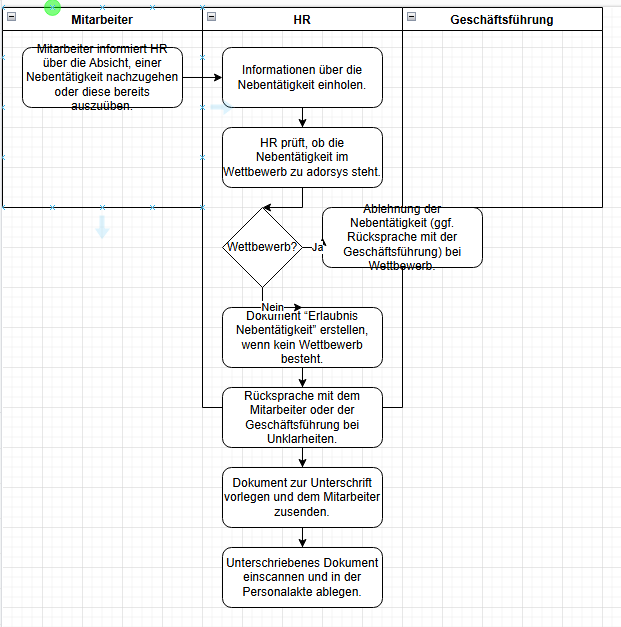 Mitarbeiter
HR
Geschäftsführung
Mitarbeiter informiert HR
über die Absicht, einer
Nebentätigkeit nachzugehen
oder diese bereits
auszuüben.
Informationen über die
Nebentätigkeit einholen.
HR prüft, ob die
Nebentätigkeit im
Wettbewerb zu adorsys steht.
Wettbewerb?
Ja
Ablehnung der
Nebentätigkeit (ggf.
Rücksprache mit der
Geschäftsführung) bei
Wettbewerb.
Nein
Dokument “Erlaubnis
Nebentätigkeit” erstellen,
wenn kein Wettbewerb
besteht.
Rücksprache mit dem
Mitarbeiter oder der
Geschäftsführung bei
Unklarheiten.
Dokument zur Unterschrift
vorlegen und dem Mitarbeiter
zusenden.
Unterschriebenes Dokument
einscannen und in der
Personalakte ablegen.